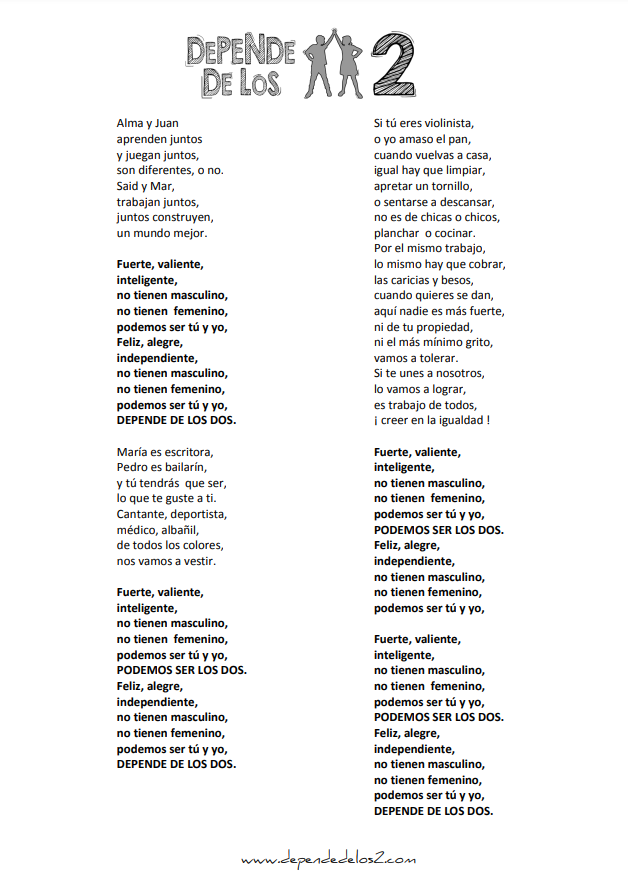 DEPENDE
DE LOS 2
Alma y Juan
aprenden juntos
y juegan juntos,
son diferentes, o no.
Said y Mar,
trabajan juntos,
juntos construyen,
un mundo mejor.
Fuerte, valiente,
inteligente,
no tienen masculino,
no tienen  femenino,
podemos ser tú y yo,
Feliz, alegre,
independiente,
no tienen masculino,
no tienen femenino,
podemos ser tú y yo,
DEPENDE DE LOS DOS.
María es escritora,
Pedro es bailarín,
y tú tendrás  que ser,
lo que te guste a ti.
Cantante, deportista,
médico, albañil,
de todos los colores,
nos vamos a vestir.
Fuerte, valiente,
inteligente,
no tienen masculino,
no tienen  femenino,
podemos ser tú y yo,
PODEMOS SER LOS DOS.
Feliz, alegre,
independiente,
no tienen masculino,
no tienen femenino,
podemos ser tú y yo,
DEPENDE DE LOS DOS.
Si tú eres violinista,
o yo amaso el pan,
cuando vuelvas a casa,
igual hay que limpiar,
apretar un tornillo,
o sentarse a descansar,
no es de chicas o chicos,
planchar  o cocinar.
Por el mismo trabajo,
lo mismo hay que cobrar,
las caricias y besos,
cuando quieres se dan,
aquí nadie es más fuerte,
ni de tu propiedad,
ni el más mínimo grito,
vamos a tolerar.
Si te unes a nosotros,
lo vamos a lograr,
es trabajo de todos,
¡ creer en la igualdad !
Fuerte, valiente,
inteligente,
no tienen masculino,
no tienen  femenino,
podemos ser tú y yo,
PODEMOS SER LOS DOS.
Feliz, alegre,
independiente,
no tienen masculino,
no tienen femenino,
podemos ser tú y yo,
Fuerte, valiente,
inteligente,
no tienen masculino,
no tienen  femenino,
podemos ser tú y yo,
PODEMOS SER LOS DOS.
Feliz, alegre,
independiente,
no tienen masculino,
no tienen femenino,
podemos ser tú y yo,
DEPENDE DE LOS DOS.
www.dependedelos2.com